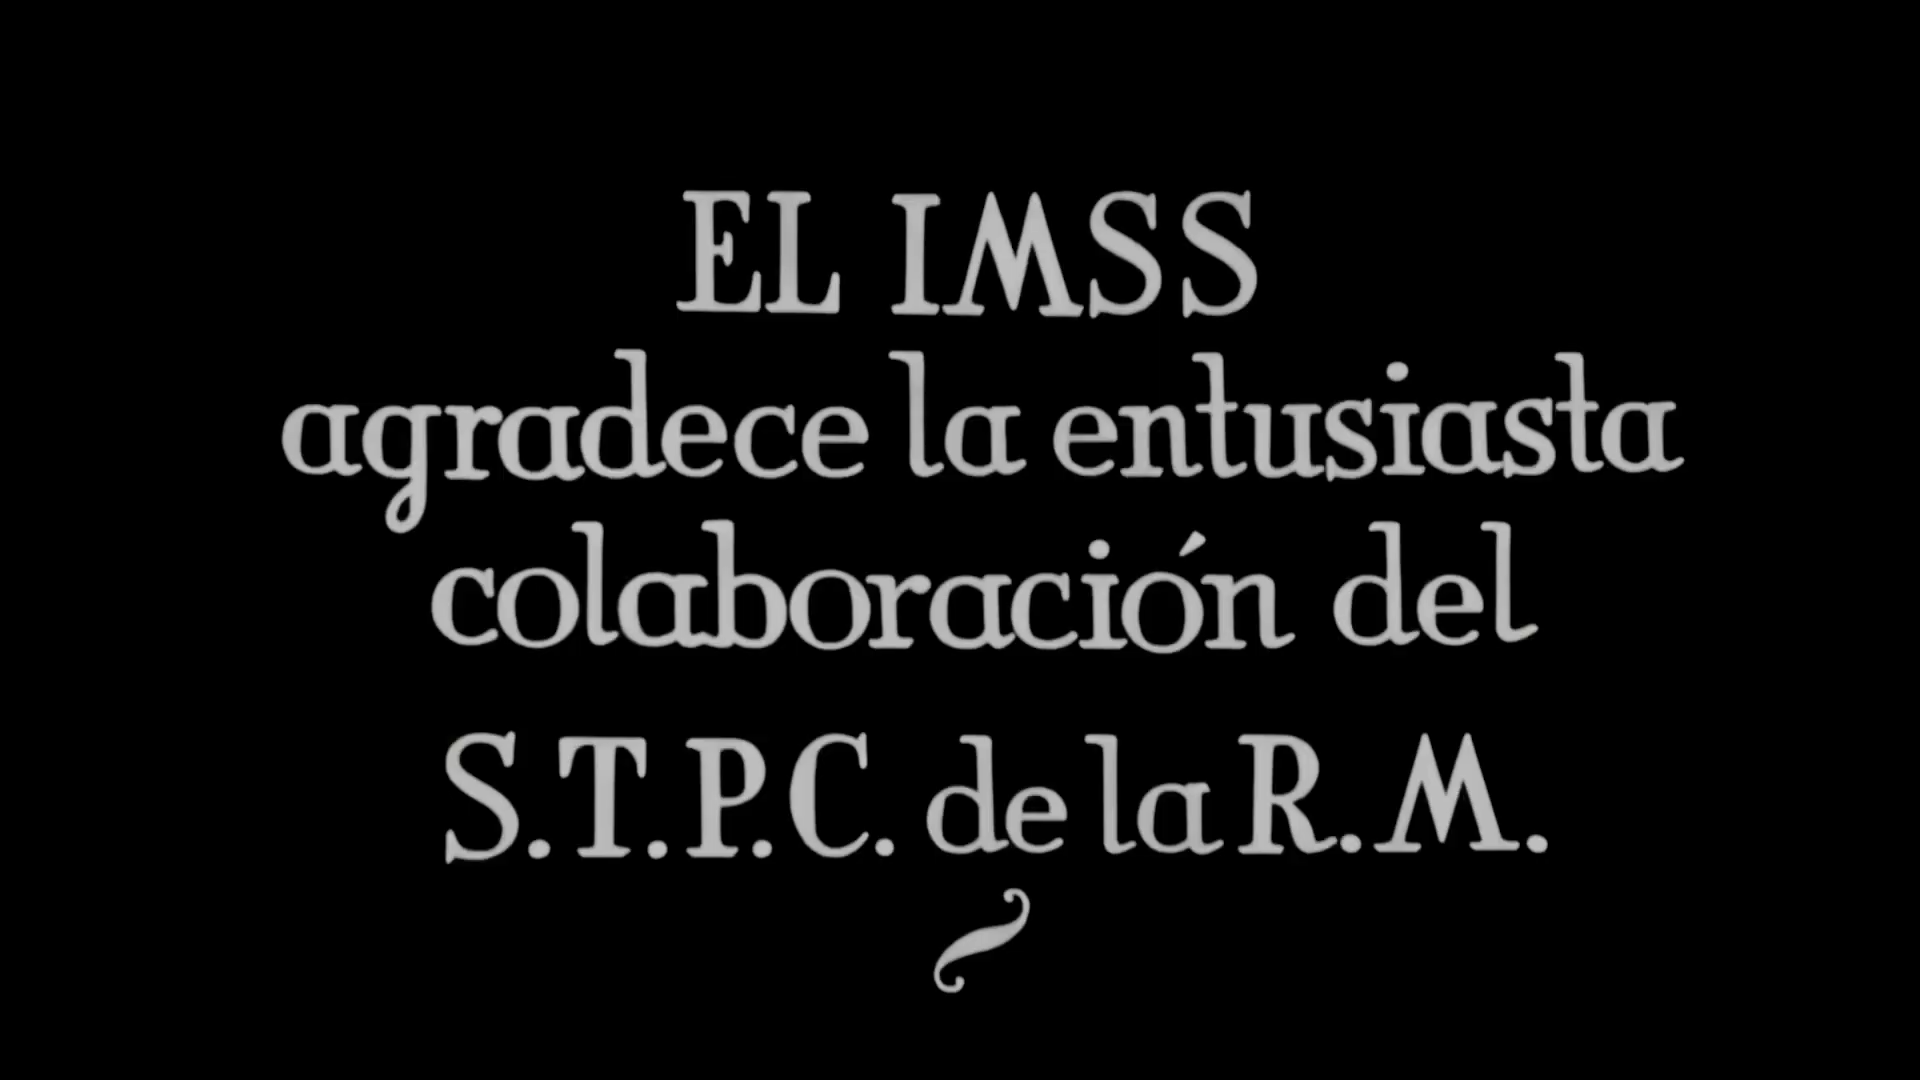 EL IMSS
agradece la entusiasta
colaboración del
S.T.P.C. de la R.M.